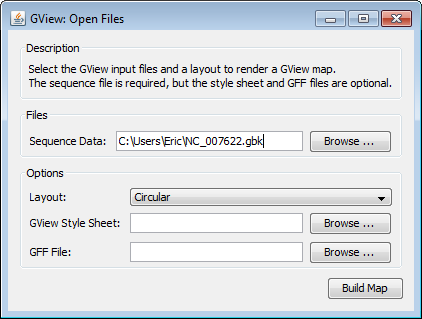 GView: Open Files
Description
Select the GView input files and a layout to render a GView map.
The sequence file is required, but the style sheet and GFF files are optional.
Files
Sequence Data: C:\Users\Eric\NC_007622.gbk Browse ...
Options
Layout: Circular
GView Style Sheet: Browse ...
GFF File: Browse ...
Build Map